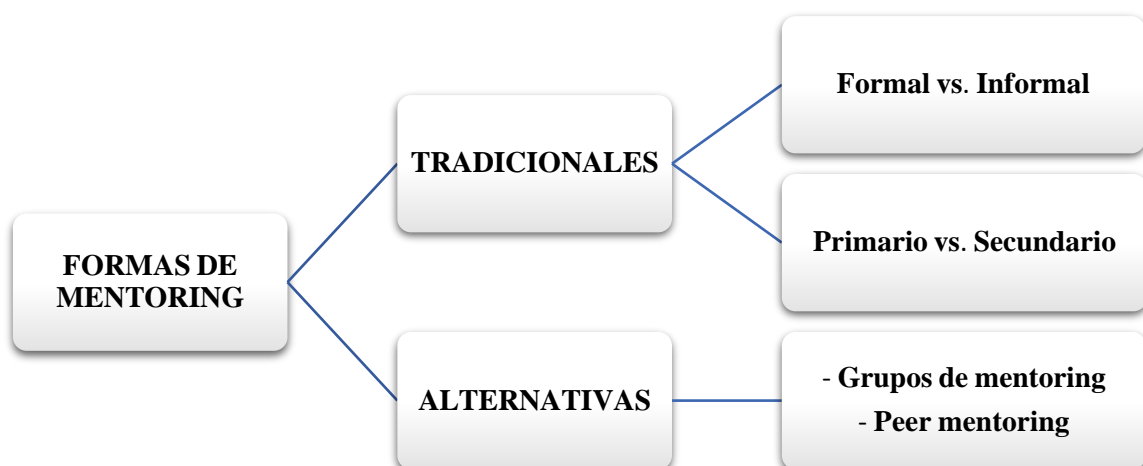 FORMAS DE
MENTORING
TRADICIONALES
Formal vs. Informal
Primario vs. Secundario
ALTERNATIVAS
- Grupos de mentoring
- Peer mentoring